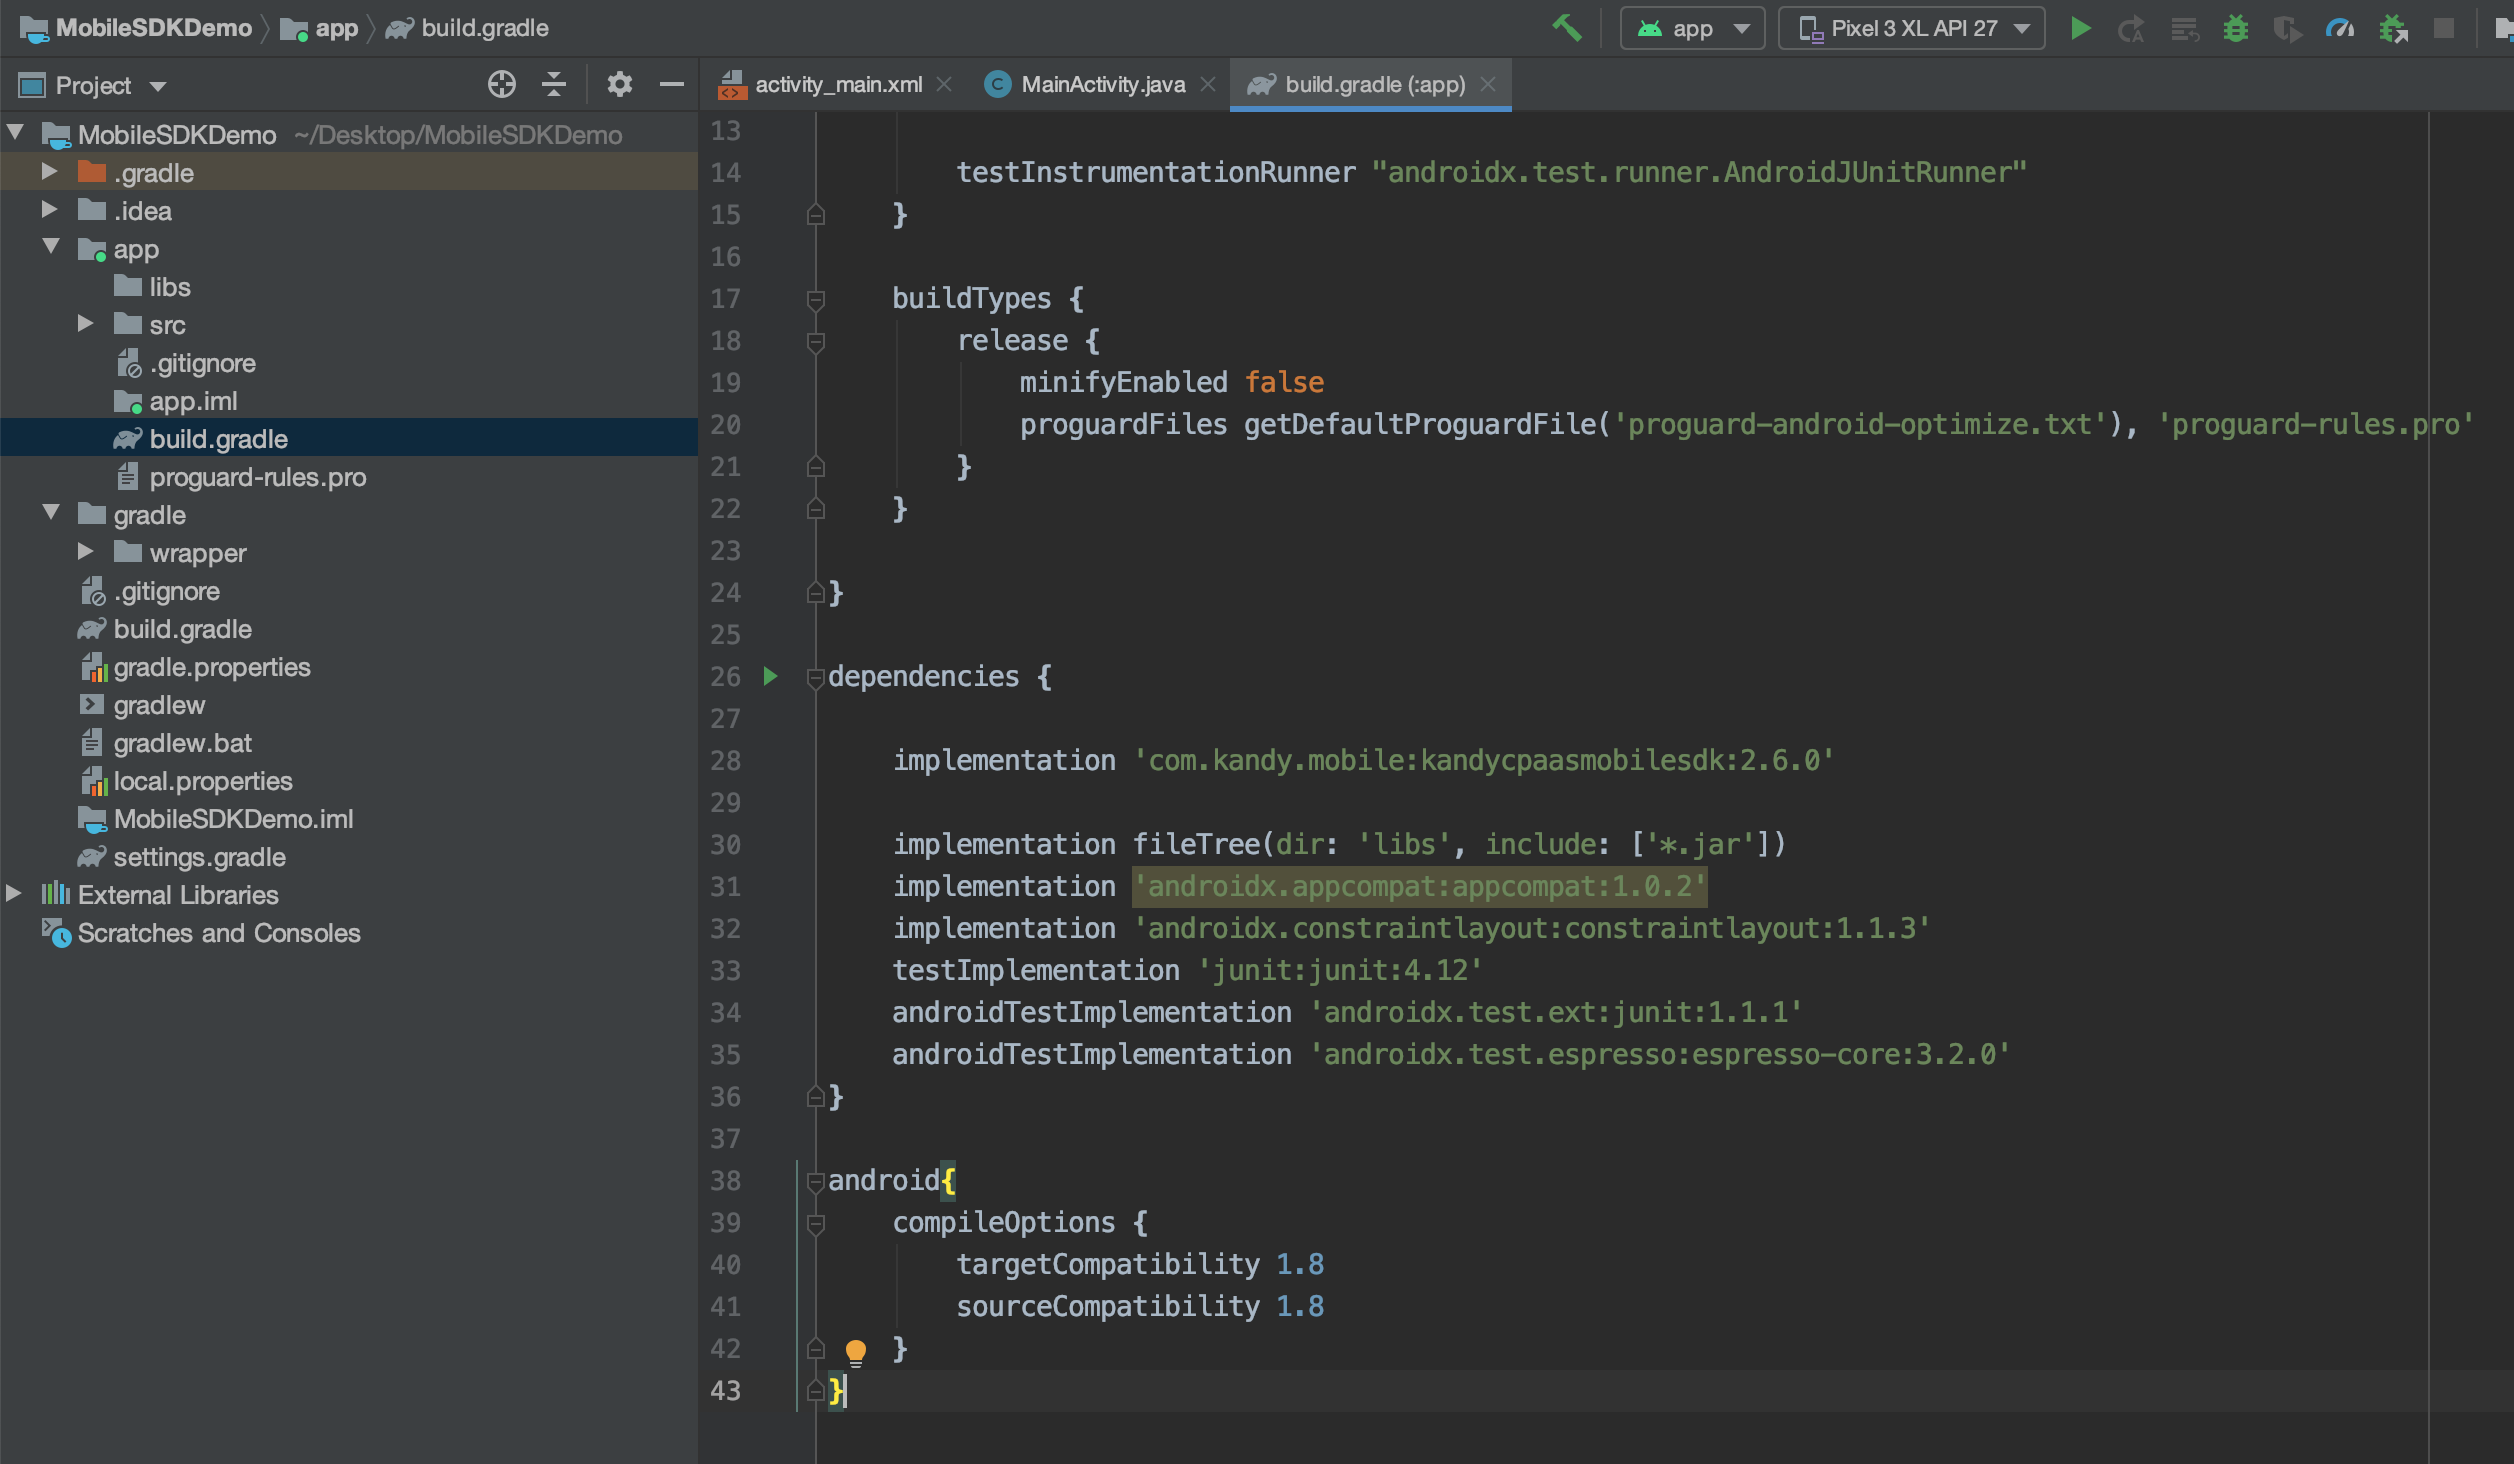 MobileSDKDemo app build.gradle app Pixel 3 XL API 27
Project
activity_main.xml MainActivity.java build.gradle (:app)
MobileSDKDemo ~/Desktop/MobileSDKDemo
.gradle
.idea
app
libs
src
.gitignore
app.iml
build.gradle
proguard-rules.pro
gradle
wrapper
.gitignore
build.gradle
gradle.properties
gradlew
gradlew.bat
local.properties
MobileSDKDemo.iml
settings.gradle
External Libraries
Scratches and Consoles
13
14 testInstrumentationRunner "androidx.test.runner.AndroidJUnitRunner"
15 }
16
17 buildTypes {
18 release {
19 minifyEnabled false
20 proguardFiles getDefaultProguardFile('proguard-android-optimize.txt'), 'proguard-rules.pro'
21 }
22 }
23
24 }
25
26 dependencies {
27
28 implementation 'com.kandy.mobile:kandycpaasmobilesdk:2.6.0'
29
30 implementation fileTree(dir: 'libs', include: ['*.jar'])
31 implementation 'androidx.appcompat:appcompat:1.0.2'
32 implementation 'androidx.constraintlayout:constraintlayout:1.1.3'
33 testImplementation 'junit:junit:4.12'
34 androidTestImplementation 'androidx.test.ext:junit:1.1.1'
35 androidTestImplementation 'androidx.test.espresso:espresso-core:3.2.0'
36 }
37
38 android{
39 compileOptions {
40 targetCompatibility 1.8
41 sourceCompatibility 1.8
42 }
43 }